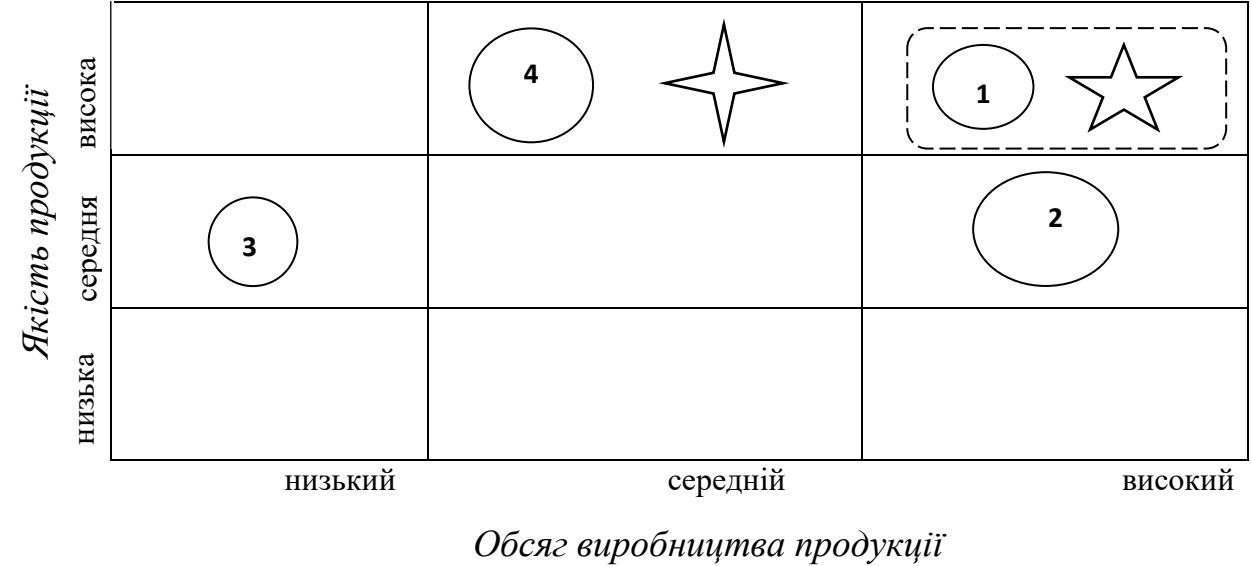 Якість продукції
висока
середня
низька
4
1
3
2
низький
середній
високий
Обсяг виробництва продукції